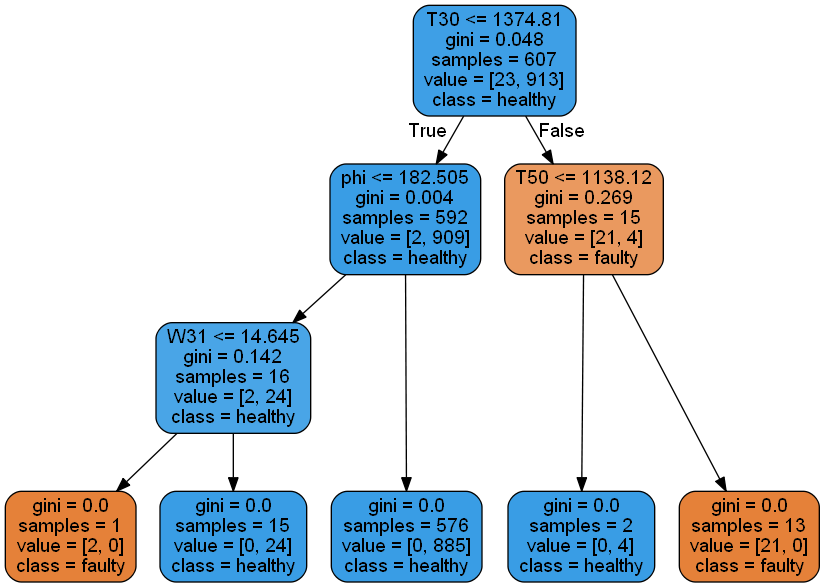 T30 <= 1374.81
gini = 0.048
samples = 607
value = [23, 913]
class = healthy
True
False
phi <= 182.505
gini = 0.004
samples = 592
value = [2, 909]
class = healthy
T50 <= 1138.12
gini = 0.269
samples = 15
value = [21, 4]
class = faulty
W31 <= 14.645
gini = 0.142
samples = 16
value = [2, 24]
class = healthy
gini = 0.0
samples = 1
value = [2, 0]
class = faulty
gini = 0.0
samples = 15
value = [0, 24]
class = healthy
gini = 0.0
samples = 576
value = [0, 885]
class = healthy
gini = 0.0
samples = 2
value = [0, 4]
class = healthy
gini = 0.0
samples = 13
value = [21, 0]
class = faulty